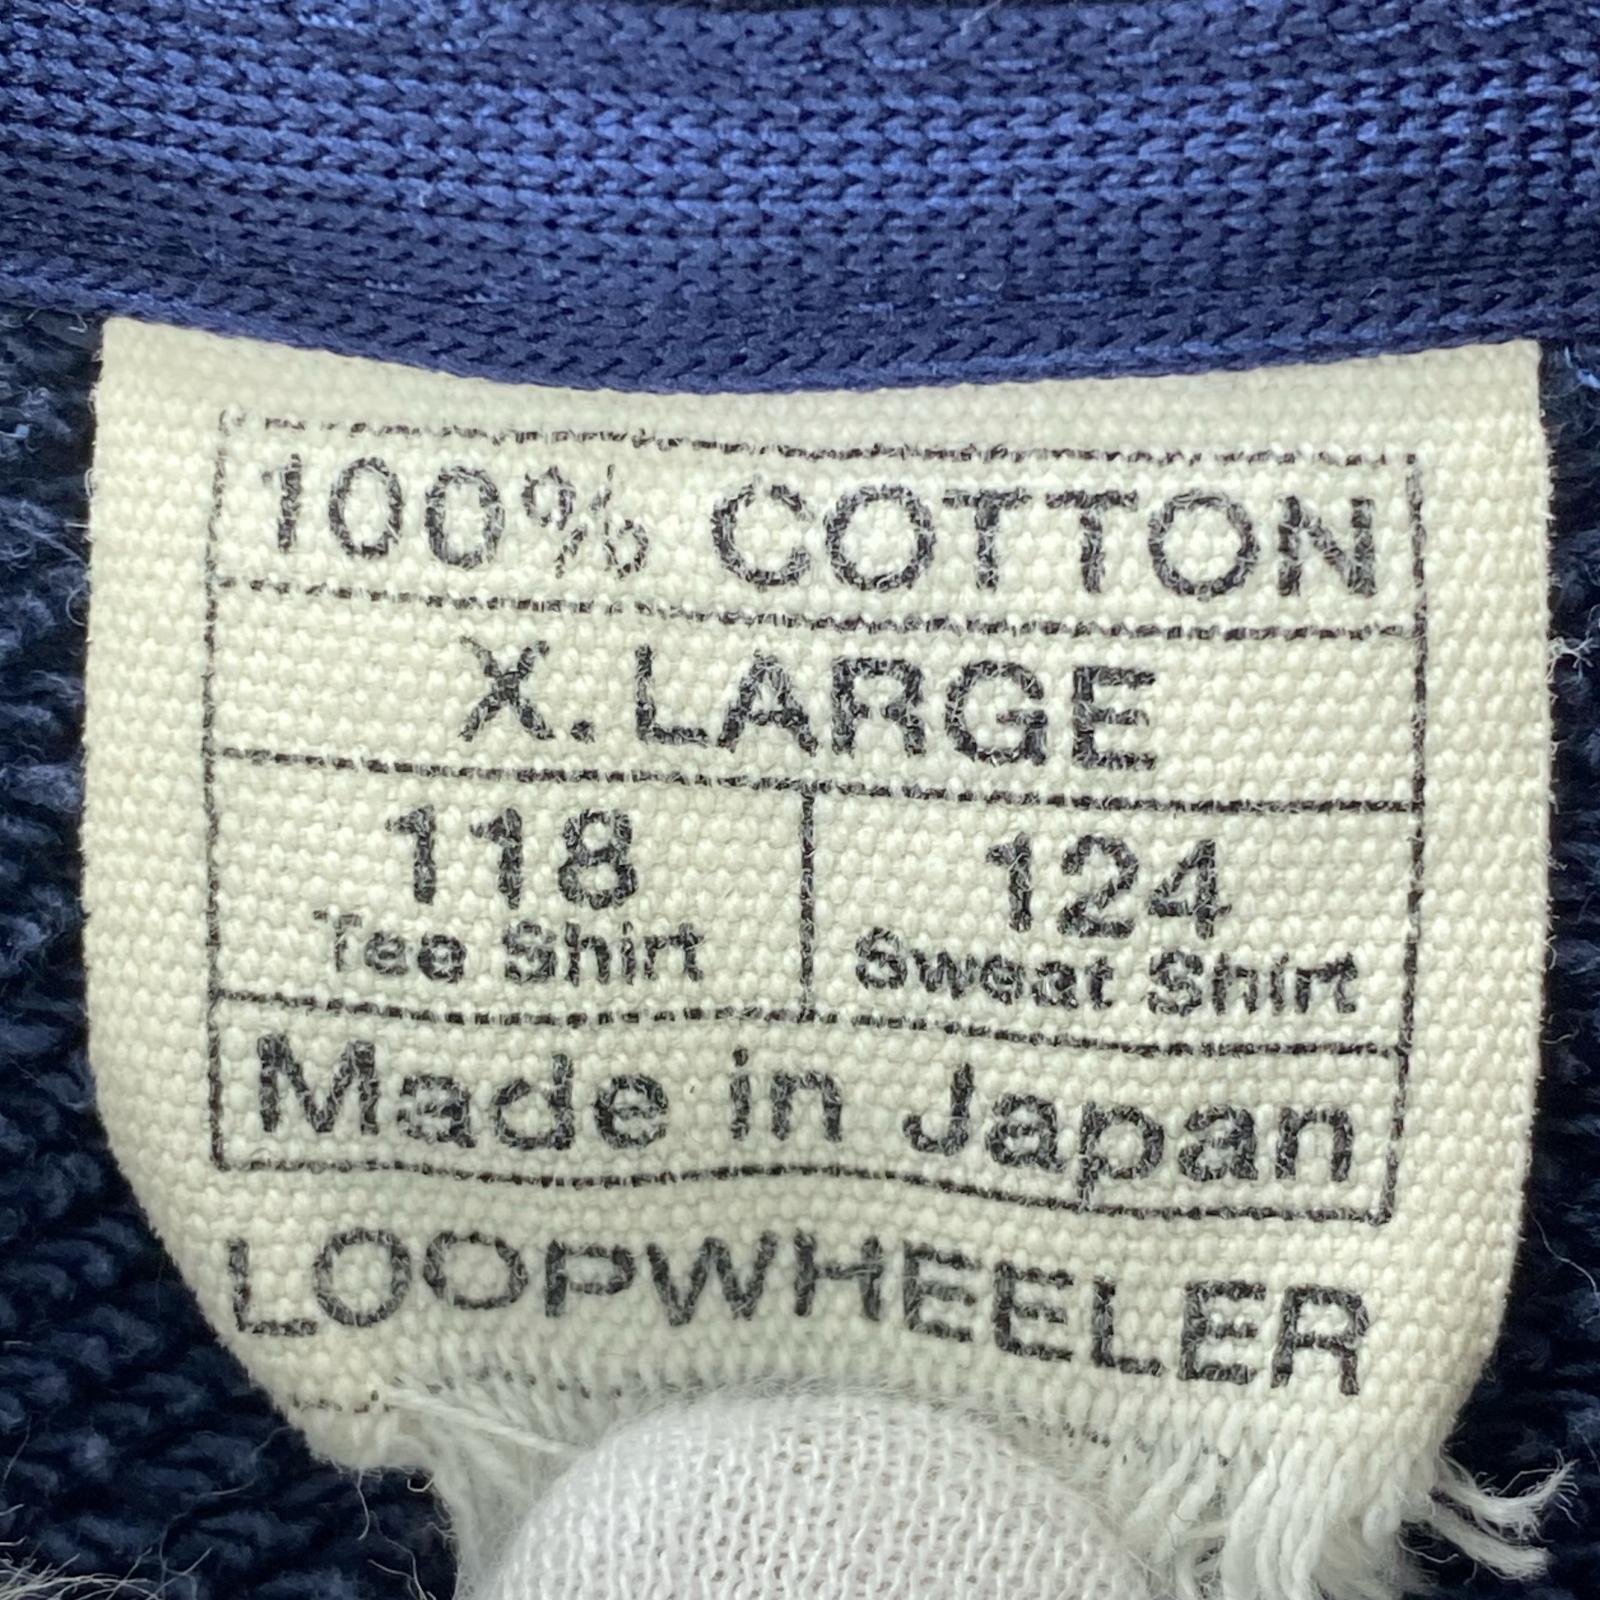 100% COTTON
X.LARGE
118 124
Tee Shirt Sweat Shirt
Made in Japan
LOOPWHEELER